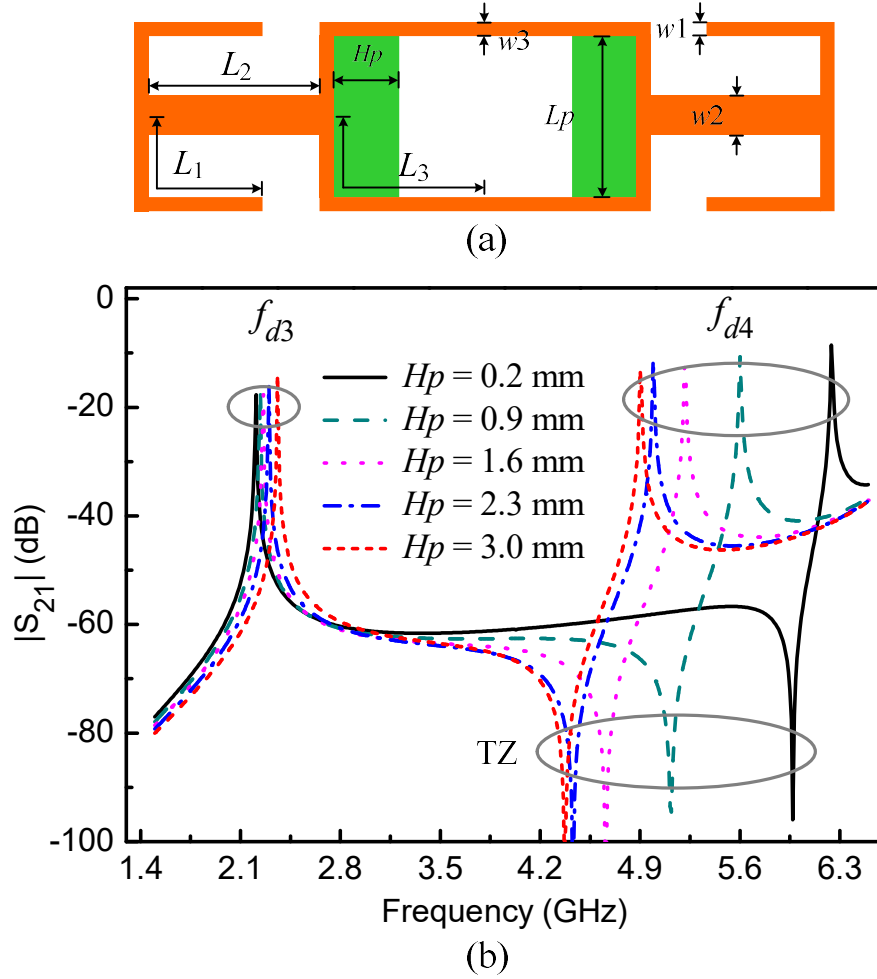 w3
w1
Hp
L2
Lp
w2
L1
L3
(a)
fd3
fd4
Hp = 0.2 mm
Hp = 0.9 mm
Hp = 1.6 mm
Hp = 2.3 mm
Hp = 3.0 mm
TZ
0
-20
-40
-60
-80
-100
|S21| (dB)
1.4 2.1 2.8 3.5 4.2 4.9 5.6 6.3
Frequency (GHz)
(b)